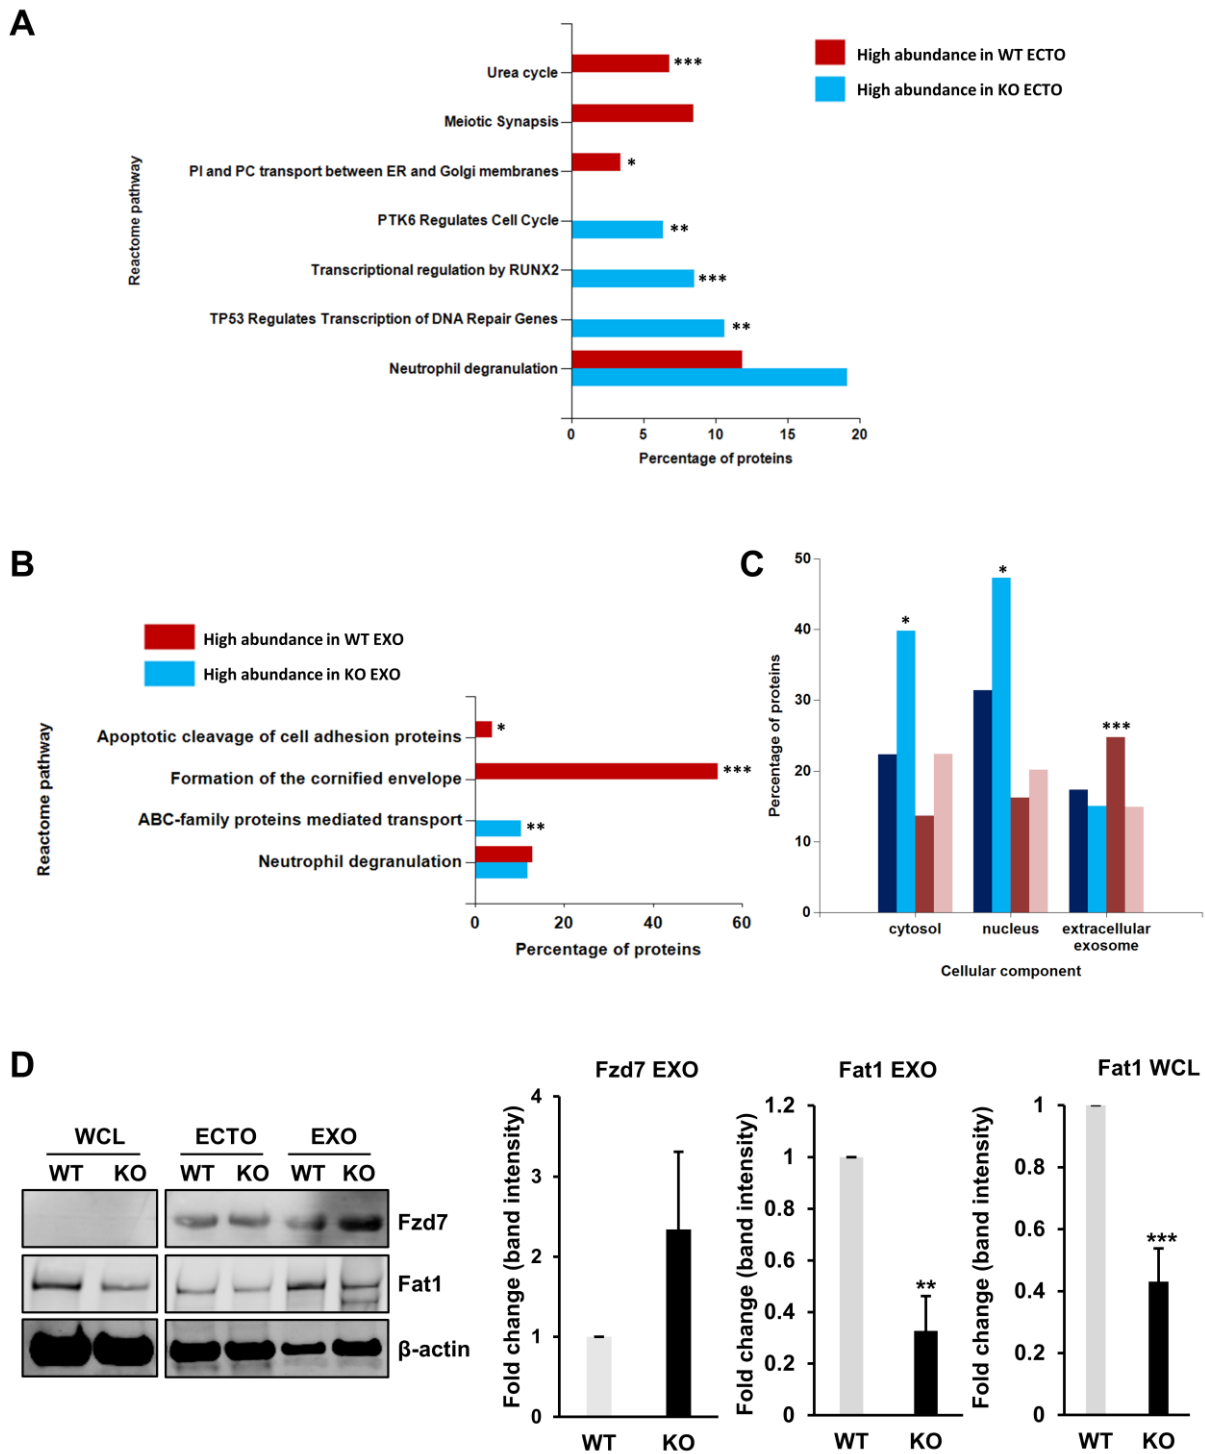 A
High abundance in WT ECTO
High abundance in KO ECTO
Reactome pathway
Urea cycle
***
Meiotic Synapsis
PI and PC transport between ER and Golgi membranes
*
PTK6 Regulates Cell Cycle
**
Transcriptional regulation by RUNX2
***
TP53 Regulates Transcription of DNA Repair Genes
**
Neutrophil degranulation
0 5 10 15 20
Percentage of proteins
B
High abundance in WT EXO
High abundance in KO EXO
Reactome pathway
Apoptotic cleavage of cell adhesion proteins
*
Formation of the cornified envelope
***
ABC-family proteins mediated transport
**
Neutrophil degranulation
0 20 40 60
Percentage of proteins
C
Percentage of proteins
50
40
30
20
10
0
*
*
***
cytosol nucleus extracellular
exosome
Cellular component
D
WCL ECTO EXO
WT KO WT KO WT KO
Fzd7
Fat1
β-actin
Fzd7 EXO
Fold change (band intensity)
4
3
2
1
0
WT KO
Fat1 EXO
Fold change (band intensity)
1.2
1
0.8
0.6
0.4
0.2
0
**
WT KO
Fat1 WCL
Fold change (band intensity)
1
0.8
0.6
0.4
0.2
0
***
WT KO